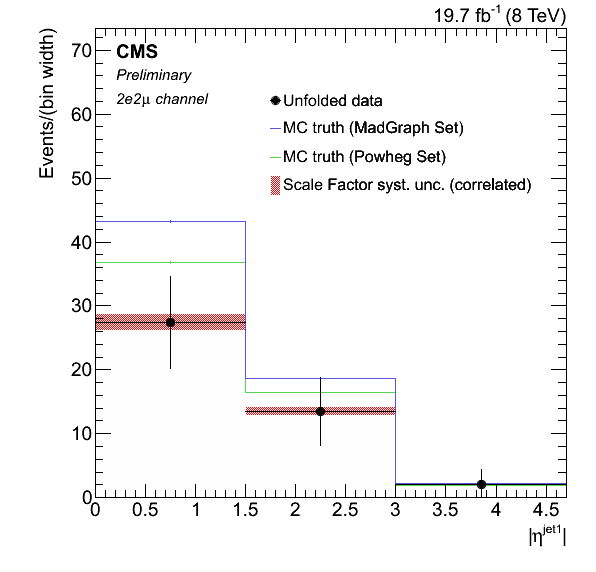 19.7 fb⁻¹ (8 TeV)
Events/(bin width)
CMS
Preliminary
2e2μ channel
Unfolded data
MC truth (MadGraph Set)
MC truth (Powheg Set)
Scale Factor syst. unc. (correlated)
70
60
50
40
30
20
10
0
0 0.5 1 1.5 2 2.5 3 3.5 4 4.5
|η^jet1|